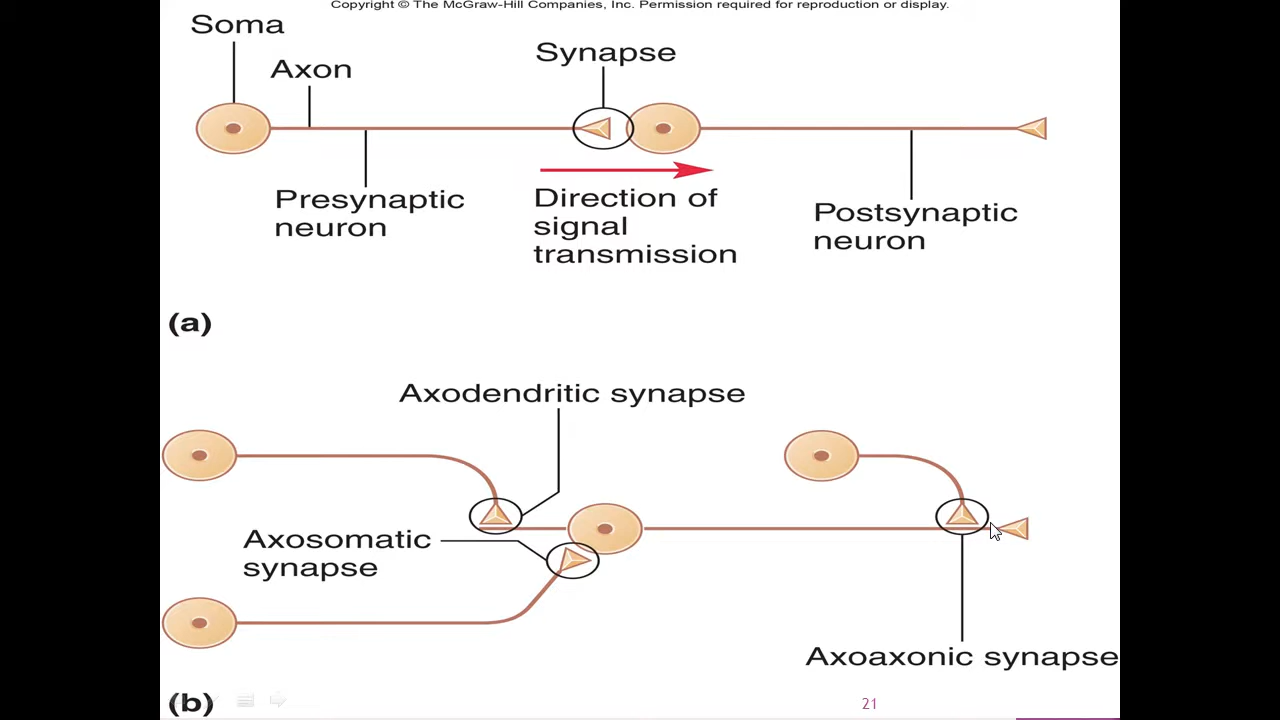 Copyright © The McGraw-Hill Companies, Inc. Permission required for reproduction or display.
Soma
Axon
Synapse
Presynaptic
neuron
Direction of
signal
transmission
Postsynaptic
neuron
(a)
Axodendritic synapse
Axosomatic
synapse
Axoaxonic synapse
(b)
21